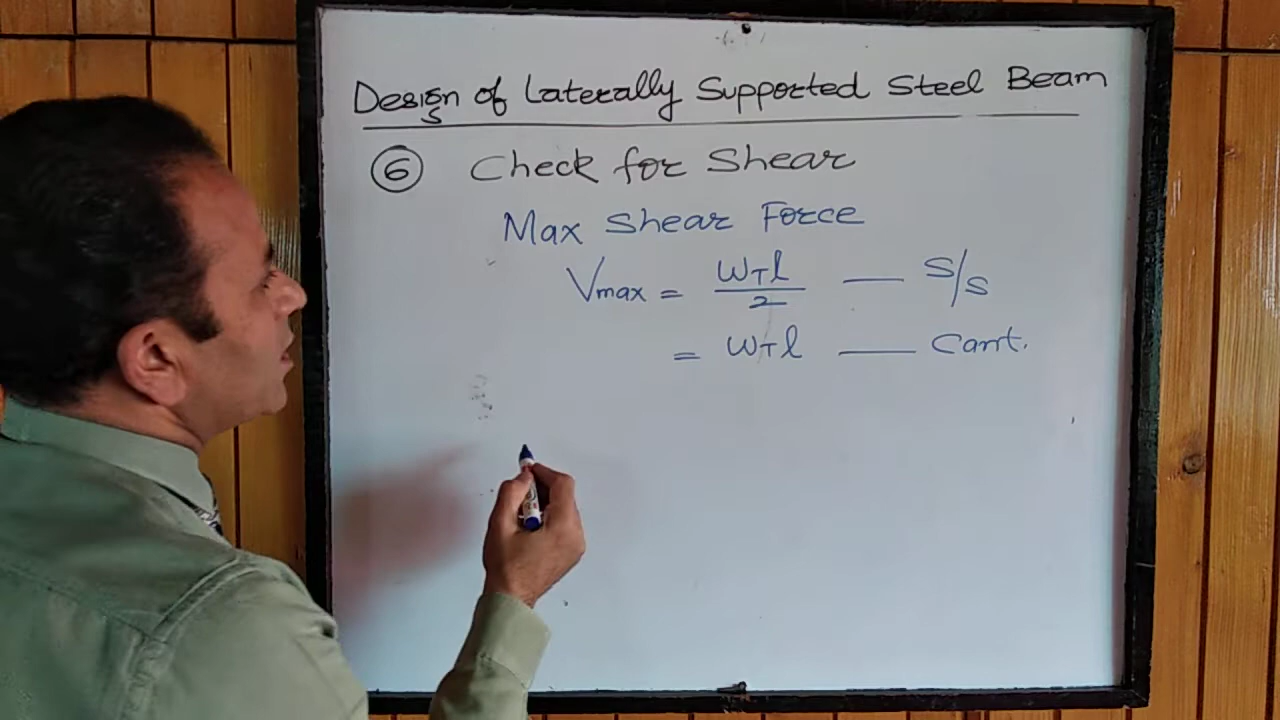 Design of Laterally Supported Steel Beam
⑥ Check for Shear
Max Shear Force
Vmax = WTl/2 — S/S
= WTl — Cant.